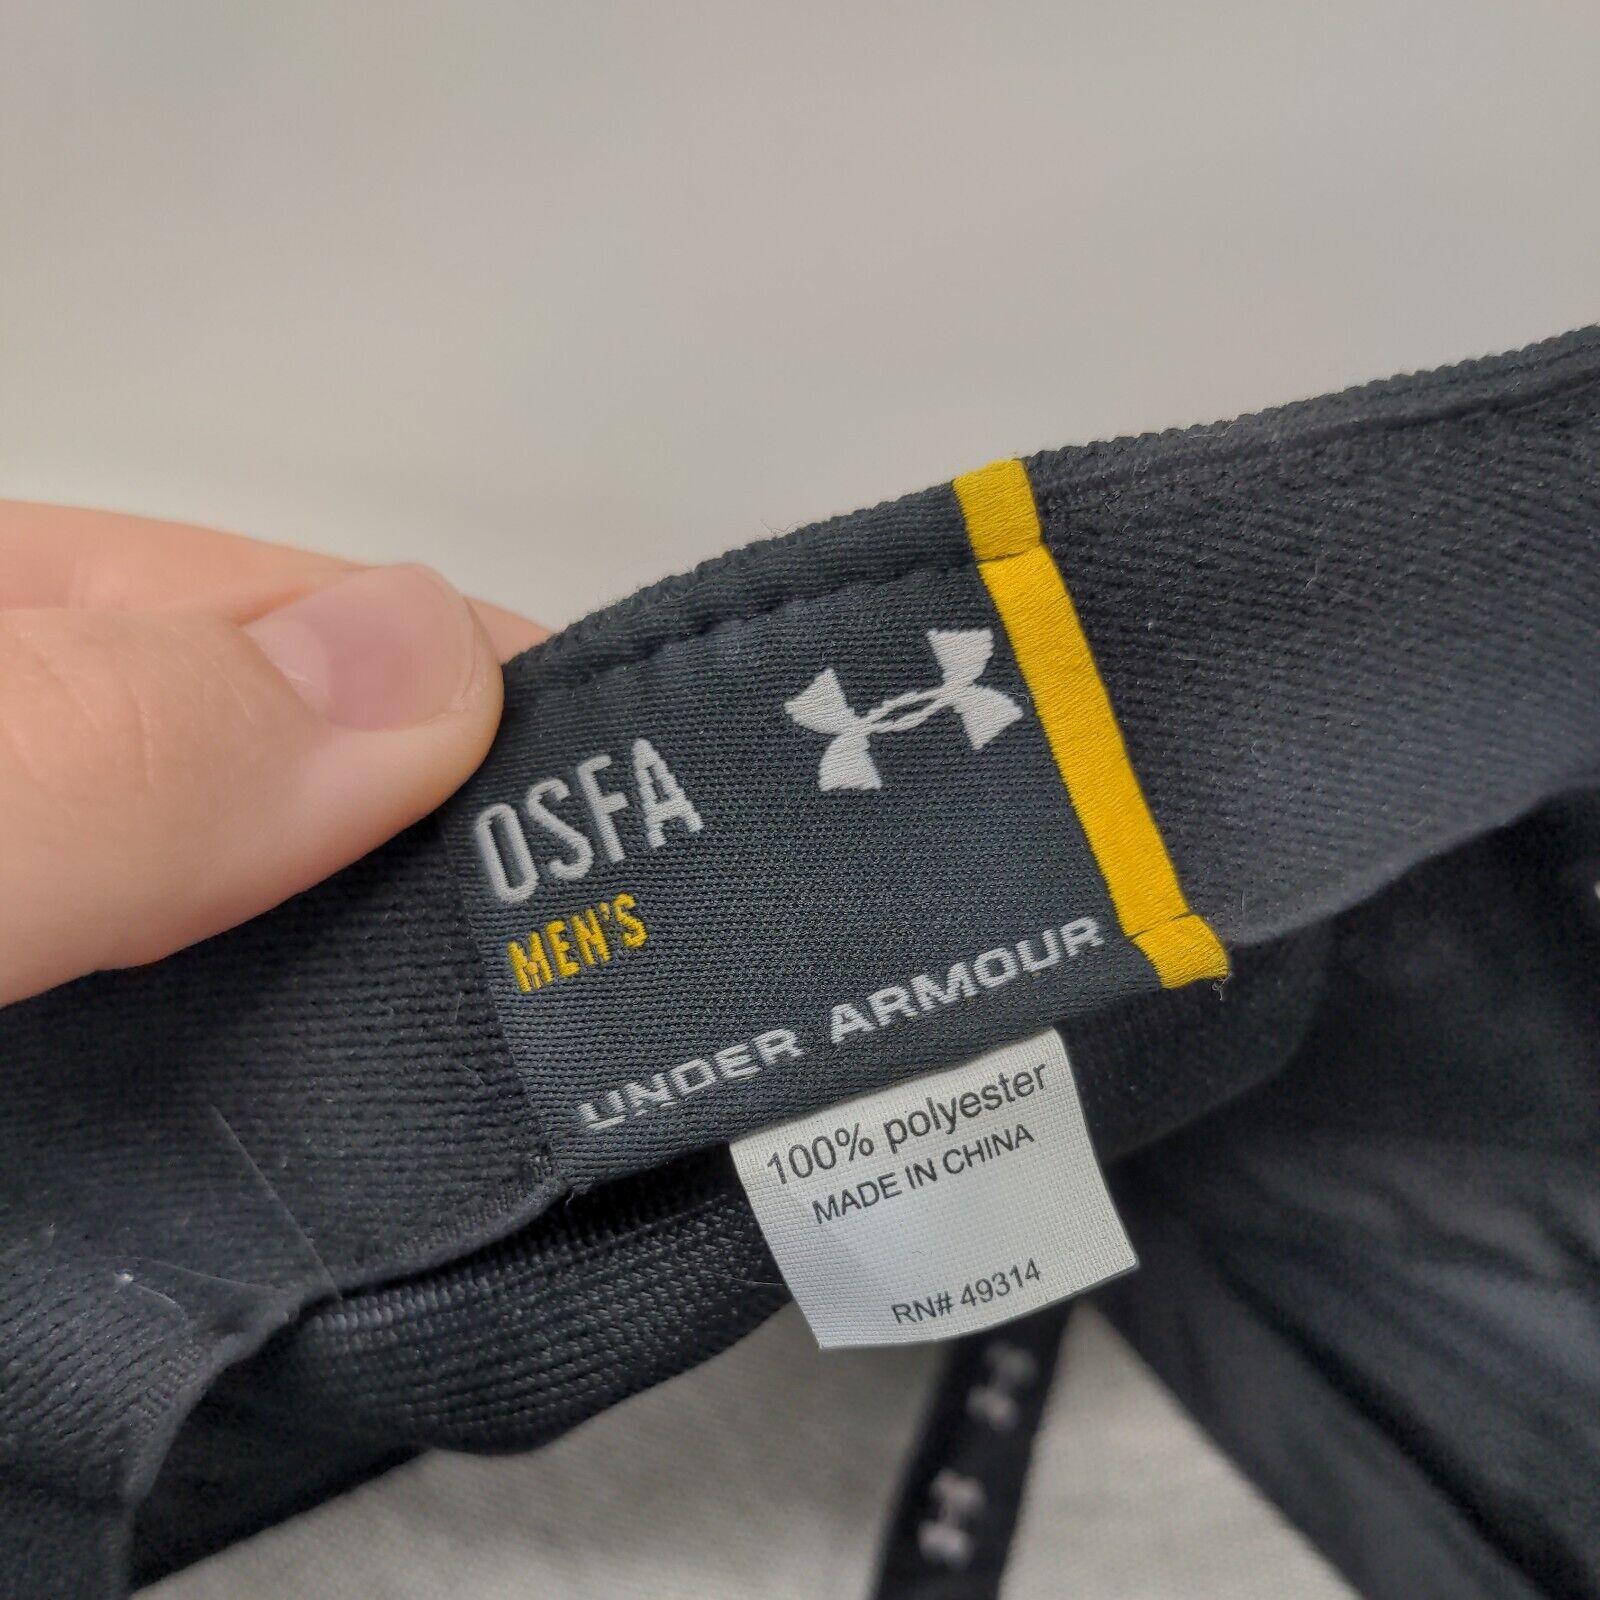 OSFA
MEN'S
UNDER ARMOUR
100% polyester
MADE IN CHINA
RN# 49314